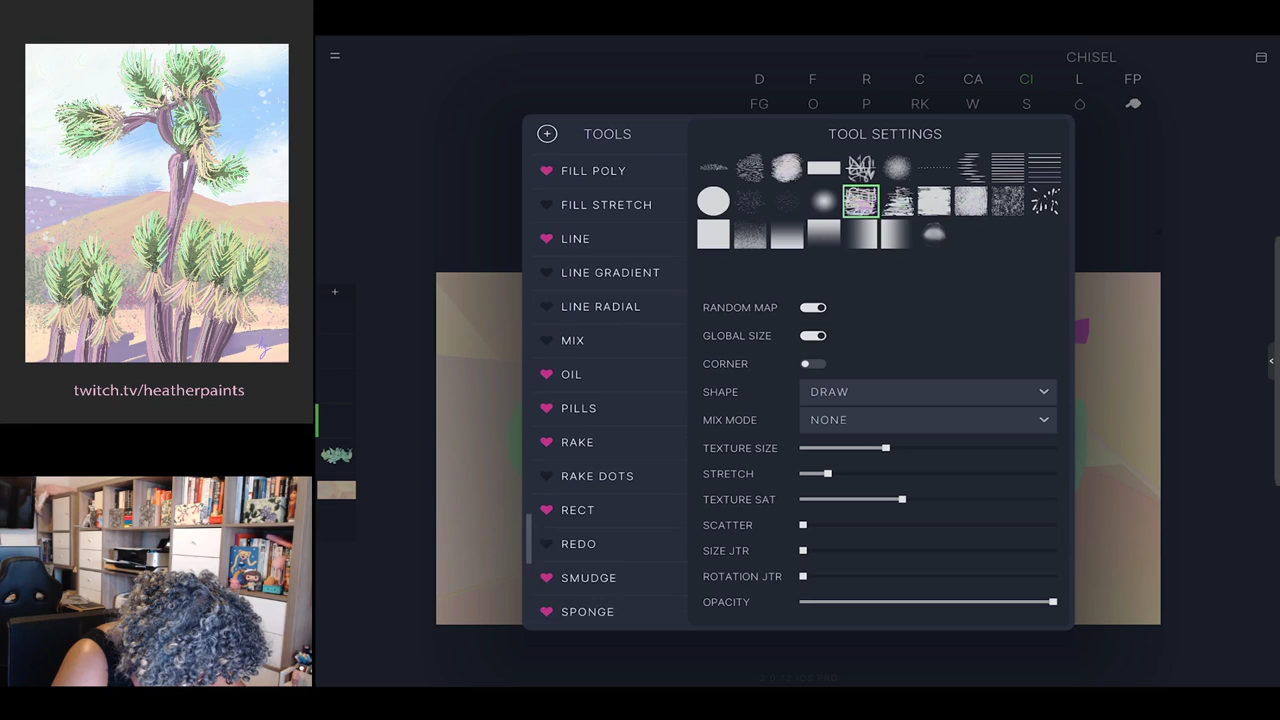 twitch.tv/heatherpaints
CHISEL
D F R C CA CI L FP
FG O P RK W S
TOOLS
FILL POLY
FILL STRETCH
LINE
LINE GRADIENT
LINE RADIAL
MIX
OIL
PILLS
RAKE
RAKE DOTS
RECT
REDO
SMUDGE
SPONGE
TOOL SETTINGS
RANDOM MAP
GLOBAL SIZE
CORNER
SHAPE DRAW
MIX MODE NONE
TEXTURE SIZE
STRETCH
TEXTURE SAT
SCATTER
SIZE JTR
ROTATION JTR
OPACITY